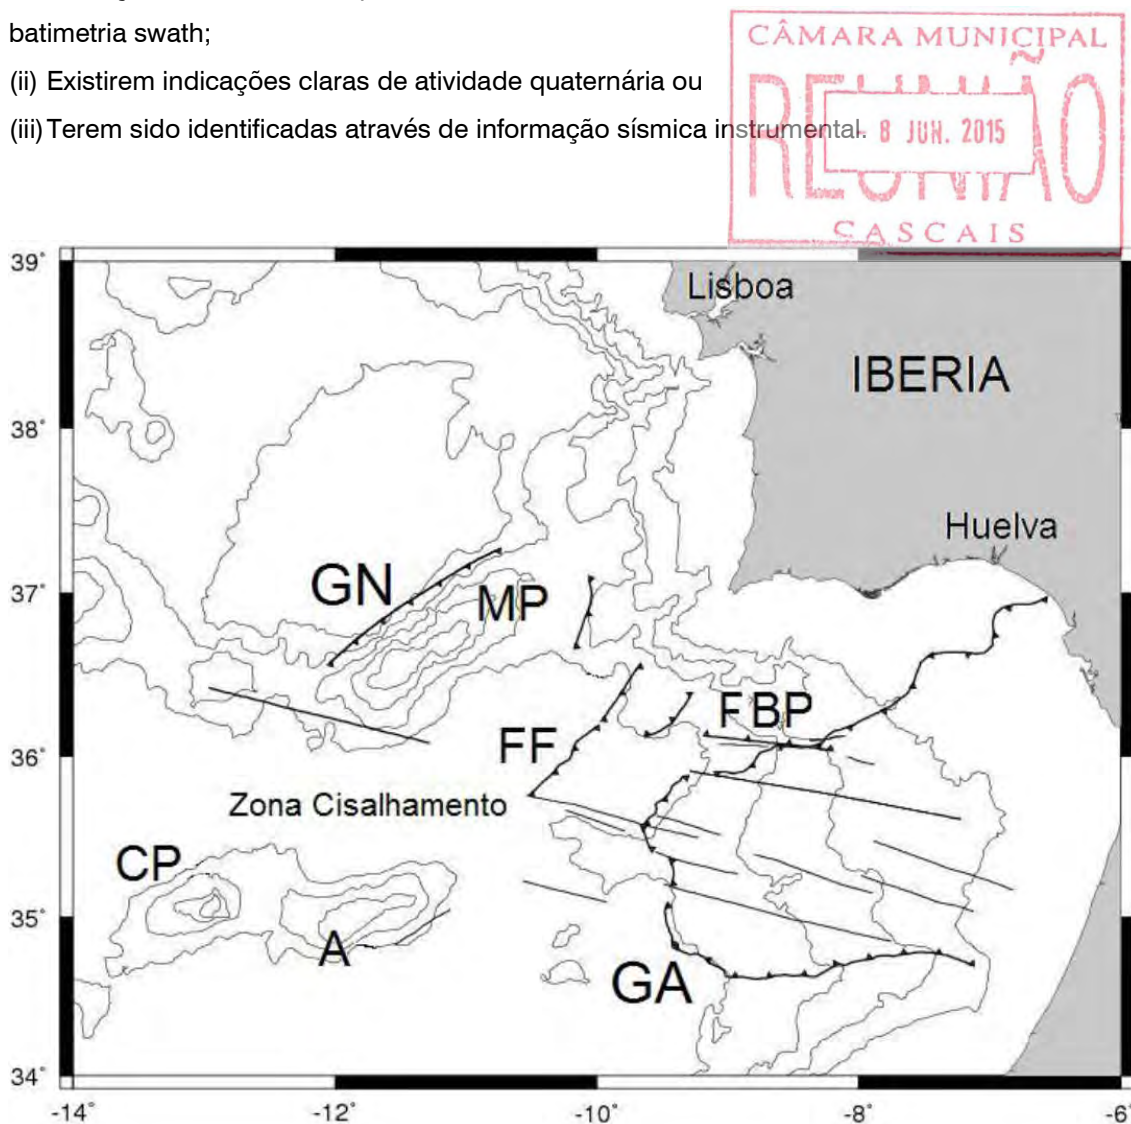 batimetria swath;
(ii) Existirem indicações claras de atividade quaternária ou
(iii) Terem sido identificadas através de informação sísmica instrumental.
CÂMARA MUNICIPAL
REUNIÃO
- 8 JUN. 2015
CASCAIS
39°
Lisboa
IBERIA
38°
Huelva
GN
37°
MP
FBP
FF
36°
Zona Cisalhamento
CP
35°
A
GA
34°
-14° -12° -10° -8° -6°